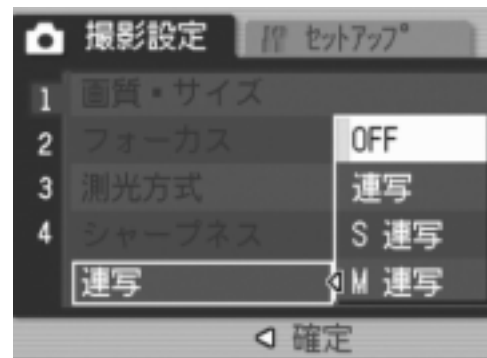 撮影設定 セットアップ
1 画質・サイズ
2 フォーカス OFF
3 測光方式 連写
4 シャープネス S 連写
連写 M 連写
確定